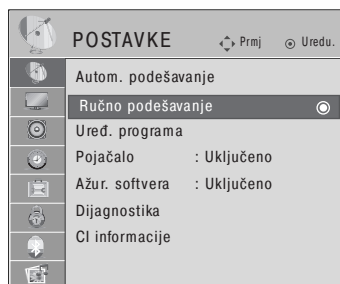 POSTAVKE Prmj Uredu.
Autom. podešavanje
Ručno podešavanje
Uređ. programa
Pojačalo : Uključeno
Ažur. softvera : Uključeno
Dijagnostika
CI informacije